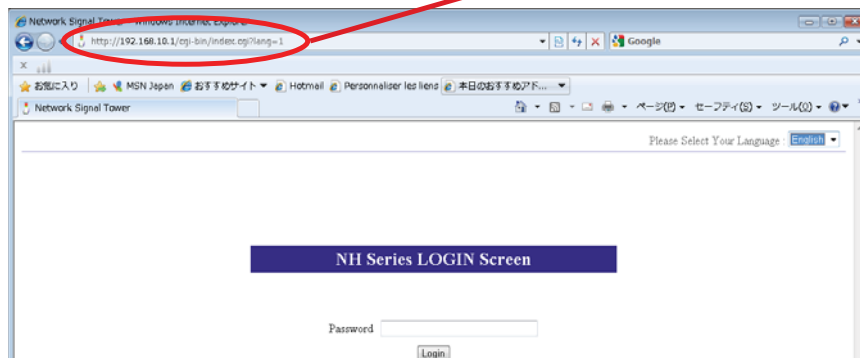 Network Signal Tower - Windows Internet Explorer
http://192.168.10.1/cgi-bin/index.cgi?lang=1
Google
お気に入り MSN Japan おすすめサイト Hotmail Personnaliser les liens 本日のおすすめアド...
Network Signal Tower
ページ(P) セーフティ(S) ツール(O)
Please Select Your Language : English
NH Series LOGIN Screen
Password
Login